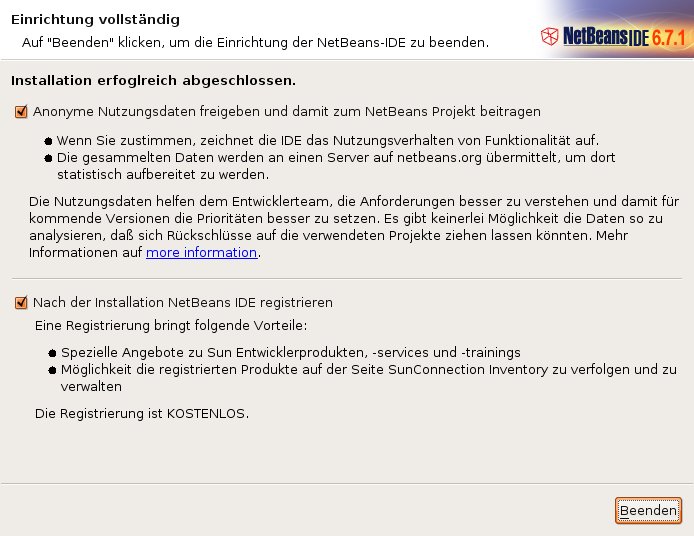 Einrichtung vollständig
Auf "Beenden" klicken, um die Einrichtung der NetBeans-IDE zu beenden.
NetBeans IDE 6.7.1
Installation erfoglreich abgeschlossen.
Anonyme Nutzungsdaten freigeben und damit zum NetBeans Projekt beitragen
● Wenn Sie zustimmen, zeichnet die IDE das Nutzungsverhalten von Funktionalität auf.
● Die gesammelten Daten werden an einen Server auf netbeans.org übermittelt, um dort
statistisch aufbereitet zu werden.
Die Nutzungsdaten helfen dem Entwicklerteam, die Anforderungen besser zu verstehen und damit für
kommende Versionen die Prioritäten besser zu setzen. Es gibt keinerlei Möglichkeit die Daten so zu
analysieren, daß sich Rückschlüsse auf die verwendeten Projekte ziehen lassen könnten. Mehr
Informationen auf more information.
Nach der Installation NetBeans IDE registrieren
Eine Registrierung bringt folgende Vorteile:
● Spezielle Angebote zu Sun Entwicklerprodukten, -services und -trainings
● Möglichkeit die registrierten Produkte auf der Seite SunConnection Inventory zu verfolgen und zu
verwalten
Die Registrierung ist KOSTENLOS.
Beenden